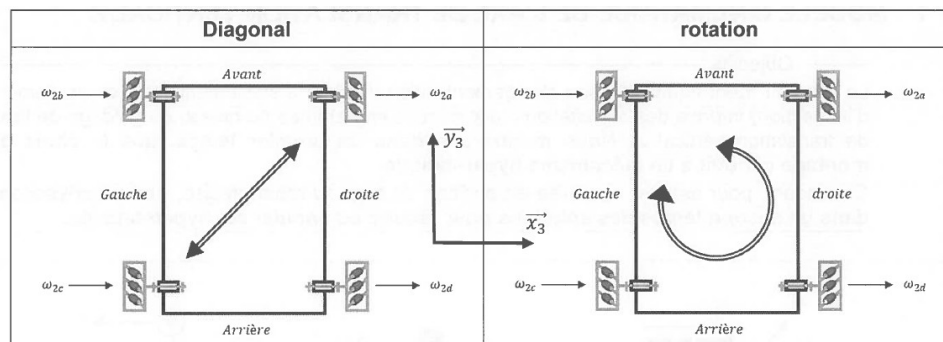 Diagonal
rotation
Avant
ω2b
ω2a
Gauche
droite
ω2c
ω2d
Arrière
y3
x3
Avant
ω2b
ω2a
Gauche
droite
ω2c
ω2d
Arrière